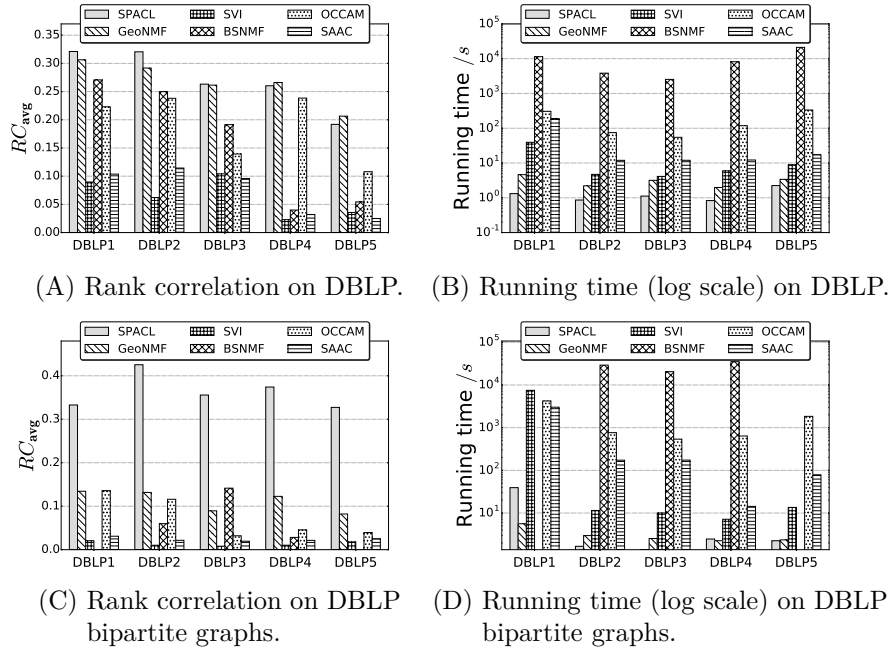 SPACL SVI OCCAM
GeoNMF BSNMF SAAC
RCavg
0.35
0.30
0.25
0.20
0.15
0.10
0.05
0.00
DBLP1 DBLP2 DBLP3 DBLP4 DBLP5
(A) Rank correlation on DBLP.
SPACL SVI OCCAM
GeoNMF BSNMF SAAC
Running time /s
10^5
10^4
10^3
10^2
10^1
10^0
10^-1
DBLP1 DBLP2 DBLP3 DBLP4 DBLP5
(B) Running time (log scale) on DBLP.
SPACL SVI OCCAM
GeoNMF BSNMF SAAC
RCavg
0.4
0.3
0.2
0.1
0.0
DBLP1 DBLP2 DBLP3 DBLP4 DBLP5
(C) Rank correlation on DBLP
bipartite graphs.
SPACL SVI OCCAM
GeoNMF BSNMF SAAC
Running time /s
10^5
10^4
10^3
10^2
10^1
DBLP1 DBLP2 DBLP3 DBLP4 DBLP5
(D) Running time (log scale) on DBLP
bipartite graphs.